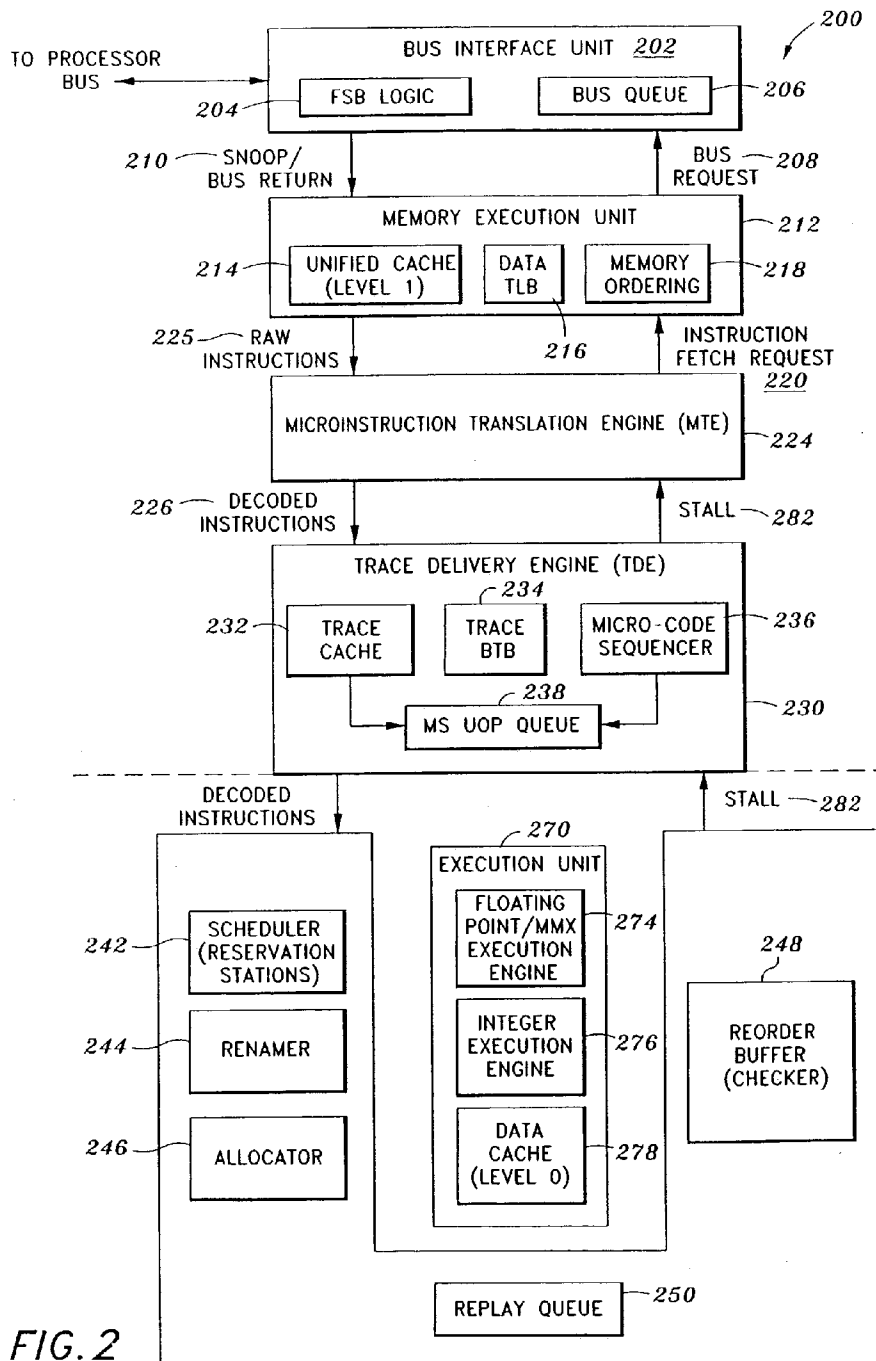 200
BUS INTERFACE UNIT 202
TO PROCESSOR
BUS
204
FSB LOGIC
BUS QUEUE
206
210
SNOOP/
BUS RETURN
BUS
REQUEST
208
MEMORY EXECUTION UNIT
212
214
UNIFIED CACHE
(LEVEL 1)
DATA
TLB
216
MEMORY
ORDERING
218
225
RAW
INSTRUCTIONS
INSTRUCTION
FETCH REQUEST
220
MICROINSTRUCTION TRANSLATION ENGINE (MTE)
224
226
DECODED
INSTRUCTIONS
STALL
282
TRACE DELIVERY ENGINE (TDE)
232
TRACE
CACHE
234
TRACE
BTB
MICRO-CODE
SEQUENCER
236
238
MS UOP QUEUE
230
DECODED
INSTRUCTIONS
STALL
282
270
EXECUTION UNIT
242
SCHEDULER
(RESERVATION
STATIONS)
FLOATING
POINT/MMX
EXECUTION
ENGINE
274
248
244
RENAMER
INTEGER
EXECUTION
ENGINE
276
REORDER
BUFFER
(CHECKER)
246
ALLOCATOR
DATA
CACHE
(LEVEL 0)
278
REPLAY QUEUE
250
FIG. 2